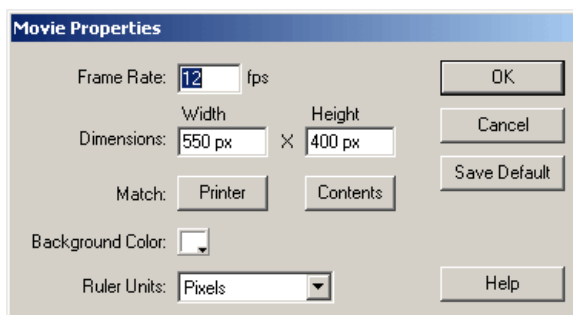 Movie Properties
Frame Rate: 12 fps
OK
Width Height
Dimensions: 550 px X 400 px
Cancel
Match: Printer Contents
Save Default
Background Color:
Ruler Units: Pixels
Help